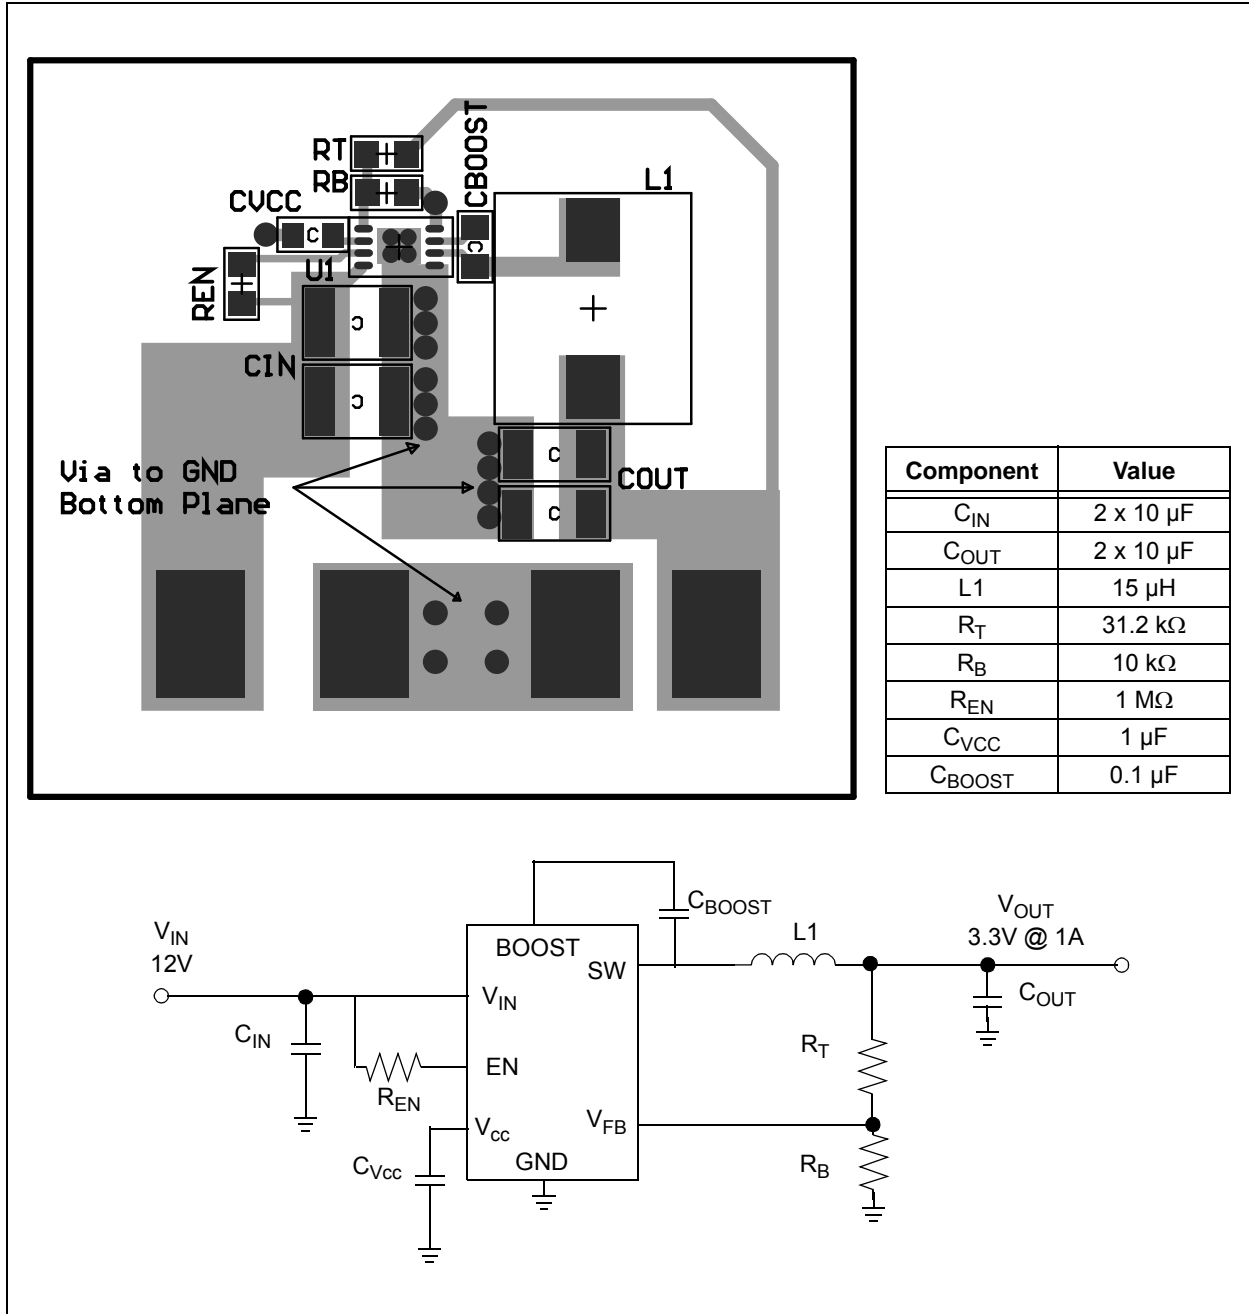 RT
RB
CBOOST
L1
CVCC
REN
U1
CIN
COUT
Via to GND
Bottom Plane
C
C
C
C
C
C
Component Value
CIN 2 x 10 µF
COUT 2 x 10 µF
L1 15 µH
RT 31.2 kΩ
RB 10 kΩ
REN 1 MΩ
CVCC 1 µF
CBOOST 0.1 µF
VIN
12V
CIN
REN
CVcc
BOOST
SW
VIN
EN
Vcc
VFB
GND
CBOOST
L1
VOUT
3.3V @ 1A
COUT
RT
RB